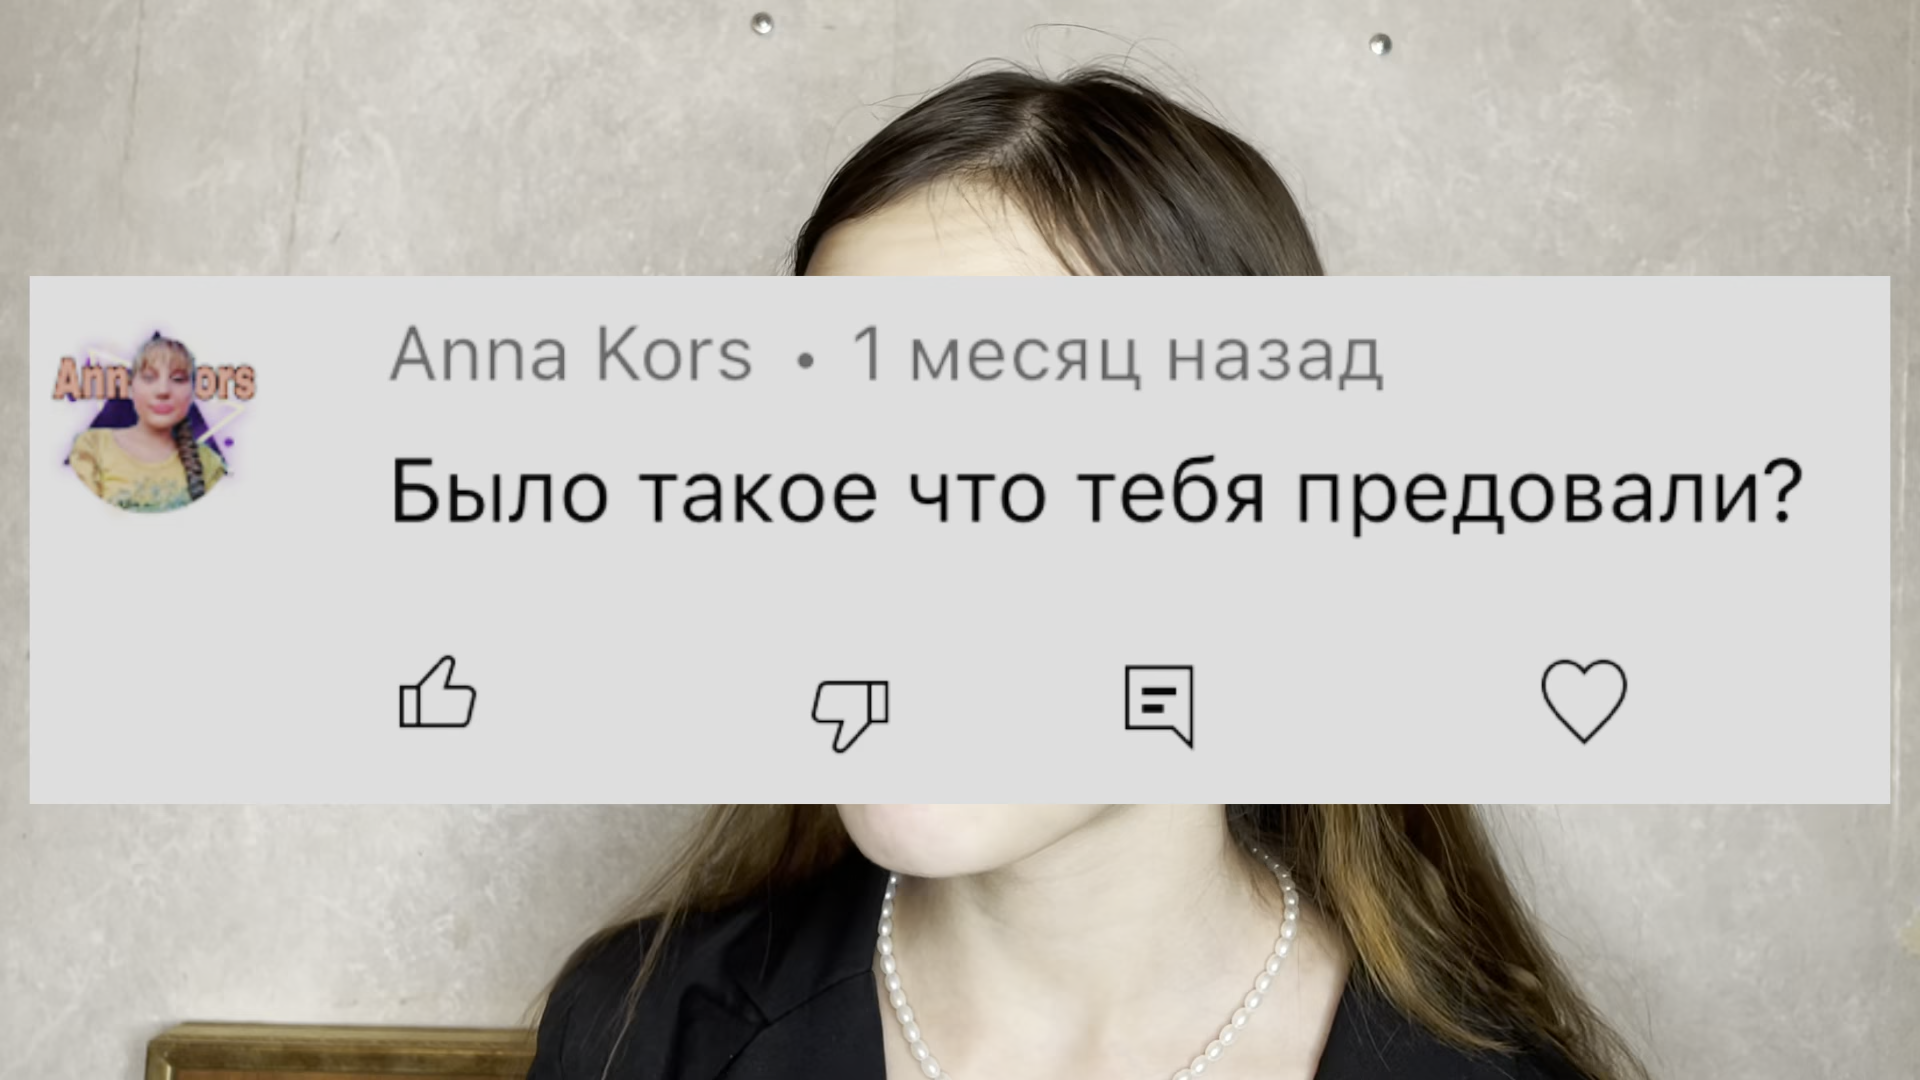 Anna Kors • 1 месяц назад
Было такое что тебя предовали?